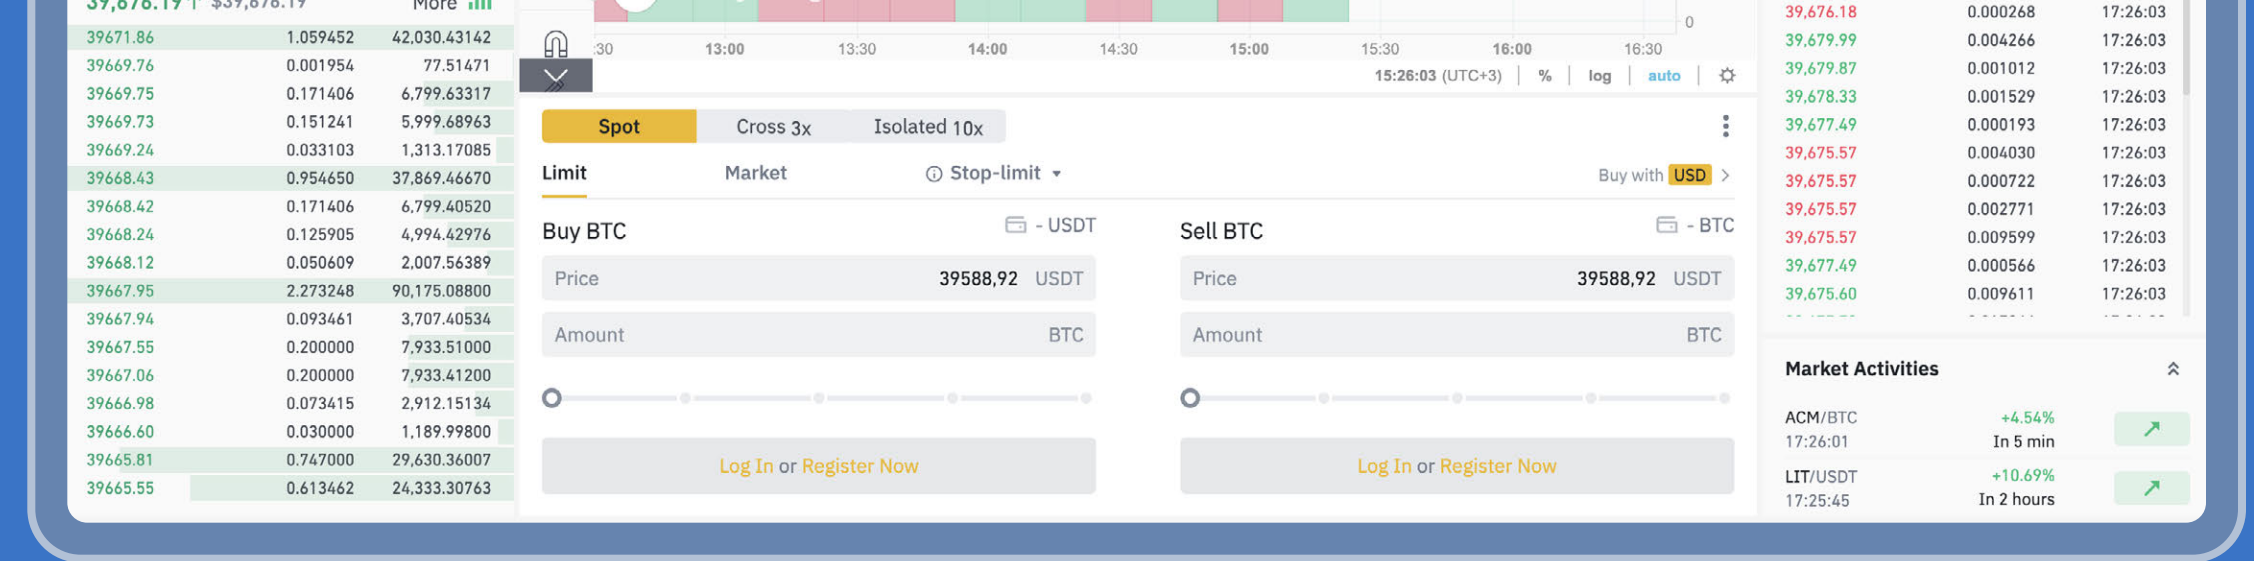 39,676.19↑ $39,676.19 More
39671.86 1.059452 42,030.43142
39669.76 0.001954 77.51471
39669.75 0.171406 6,799.63317
39669.73 0.151241 5,999.68963
39669.24 0.033103 1,313.17085
39668.43 0.954650 37,869.46670
39668.42 0.171406 6,799.40520
39668.24 0.125905 4,994.42976
39668.12 0.050609 2,007.56389
39667.95 2.273248 90,175.08800
39667.94 0.093461 3,707.40534
39667.55 0.200000 7,933.51000
39667.06 0.200000 7,933.41200
39666.98 0.073415 2,912.15134
39666.60 0.030000 1,189.99800
39665.81 0.747000 29,630.36007
39665.55 0.613462 24,333.30763
0
:30 13:00 13:30 14:00 14:30 15:00 15:30 16:00 16:30
15:26:03 (UTC+3) % log auto
Spot Cross 3x Isolated 10x
Limit Market Stop-limit Buy with USD
Buy BTC - USDT
Price 39588,92 USDT
Amount BTC
Log In or Register Now
Sell BTC - BTC
Price 39588,92 USDT
Amount BTC
Log In or Register Now
39,676.18 0.000268 17:26:03
39,679.99 0.004266 17:26:03
39,679.87 0.001012 17:26:03
39,678.33 0.001529 17:26:03
39,677.49 0.000193 17:26:03
39,675.57 0.004030 17:26:03
39,675.57 0.000722 17:26:03
39,675.57 0.002771 17:26:03
39,675.57 0.009599 17:26:03
39,677.49 0.000566 17:26:03
39,675.60 0.009611 17:26:03
Market Activities
ACM/BTC +4.54%
17:26:01 In 5 min
LIT/USDT +10.69%
17:25:45 In 2 hours